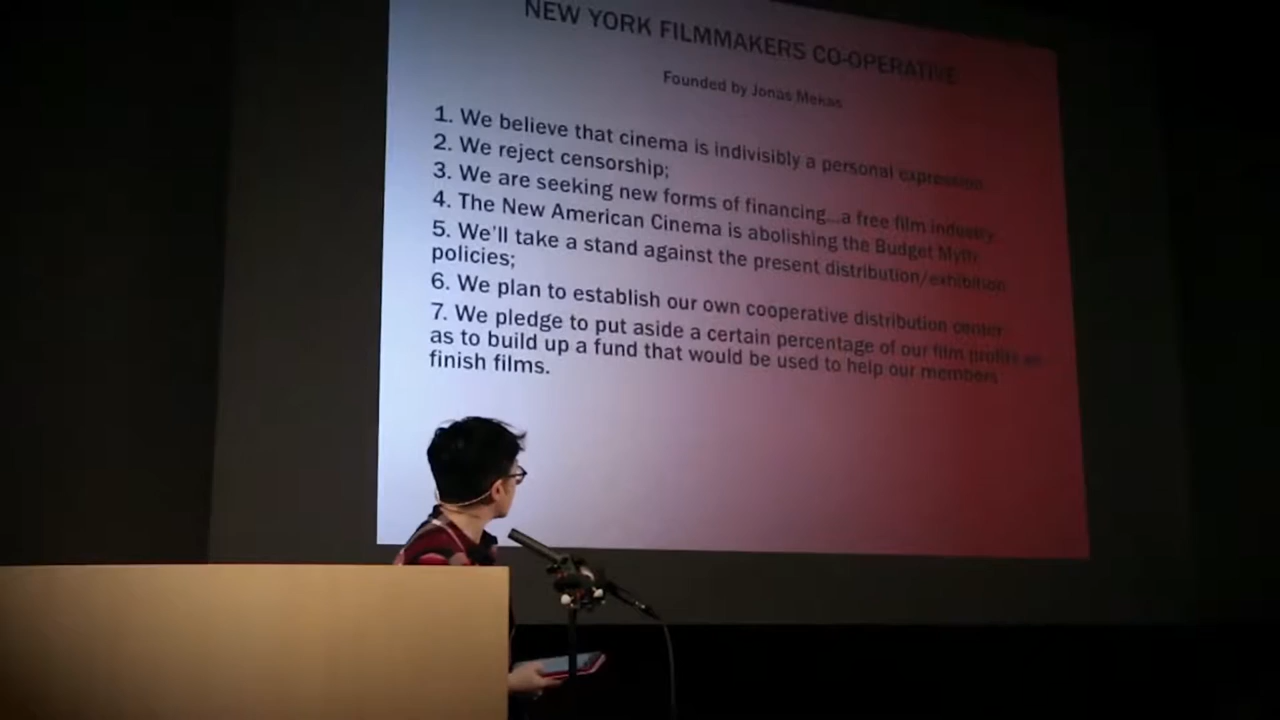 NEW YORK FILMMAKERS CO-OPERATIVE
Founded by Jonas Mekas
1. We believe that cinema is indivisibly a personal expression
2. We reject censorship;
3. We are seeking new forms of financing...a free film industry
4. The New American Cinema is abolishing the Budget Myth
5. We'll take a stand against the present distribution/exhibition
policies;
6. We plan to establish our own cooperative distribution center
7. We pledge to put aside a certain percentage of our film profits so
as to build up a fund that would be used to help our members
finish films.